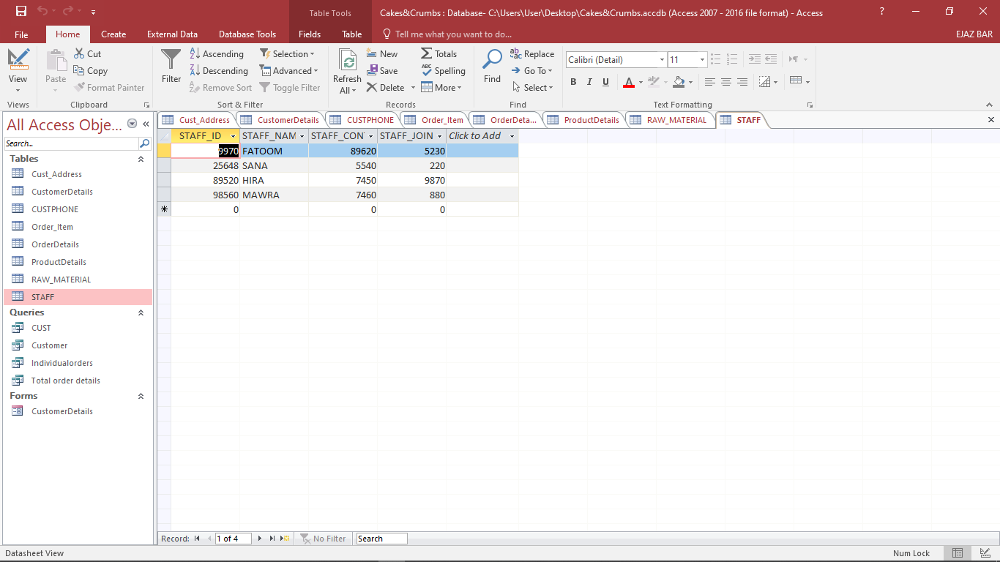 Table Tools
Cakes&Crumbs : Database- C:\Users\User\Desktop\Cakes&Crumbs.accdb (Access 2007 - 2016 file format) - Access
?
File Home Create External Data Database Tools Fields Table Tell me what you want to do... EJAZ BAR
View
Views
Paste
Cut
Copy
Format Painter
Clipboard
Filter
Ascending
Descending
Remove Sort
Selection
Advanced
Toggle Filter
Sort & Filter
Refresh
All
New
Save
Delete
Totals
Spelling
More
Records
Find
Replace
Go To
Select
Find
Calibri (Detail) 11
B I U A
Text Formatting
All Access Obje...
Search...
Tables
Cust_Address
CustomerDetails
CUSTPHONE
Order_Item
OrderDetails
ProductDetails
RAW_MATERIAL
STAFF
Queries
CUST
Customer
Individualorders
Total order details
Forms
CustomerDetails
Cust_Address CustomerDetails CUSTPHONE Order_Item OrderDeta... ProductDetails RAW_MATERIAL STAFF
STAFF_ID STAFF_NAM STAFF_CON STAFF_JOIN Click to Add
9970 FATOOM 89620 5230
25648 SANA 5540 220
89520 HIRA 7450 9870
98560 MAWRA 7460 880
0 0 0
Record: 1 of 4 No Filter Search
Datasheet View Num Lock